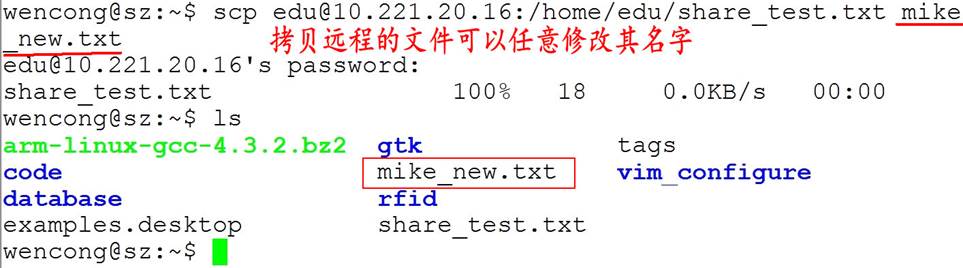 wencong@sz:~$ scp edu@10.221.20.16:/home/edu/share_test.txt mike
_new.txt 拷贝远程的文件可以任意修改其名字
edu@10.221.20.16's password:
share_test.txt 100% 18 0.0KB/s 00:00
wencong@sz:~$ ls
arm-linux-gcc-4.3.2.bz2 gtk tags
code mike_new.txt vim_configure
database rfid
examples.desktop share_test.txt
wencong@sz:~$